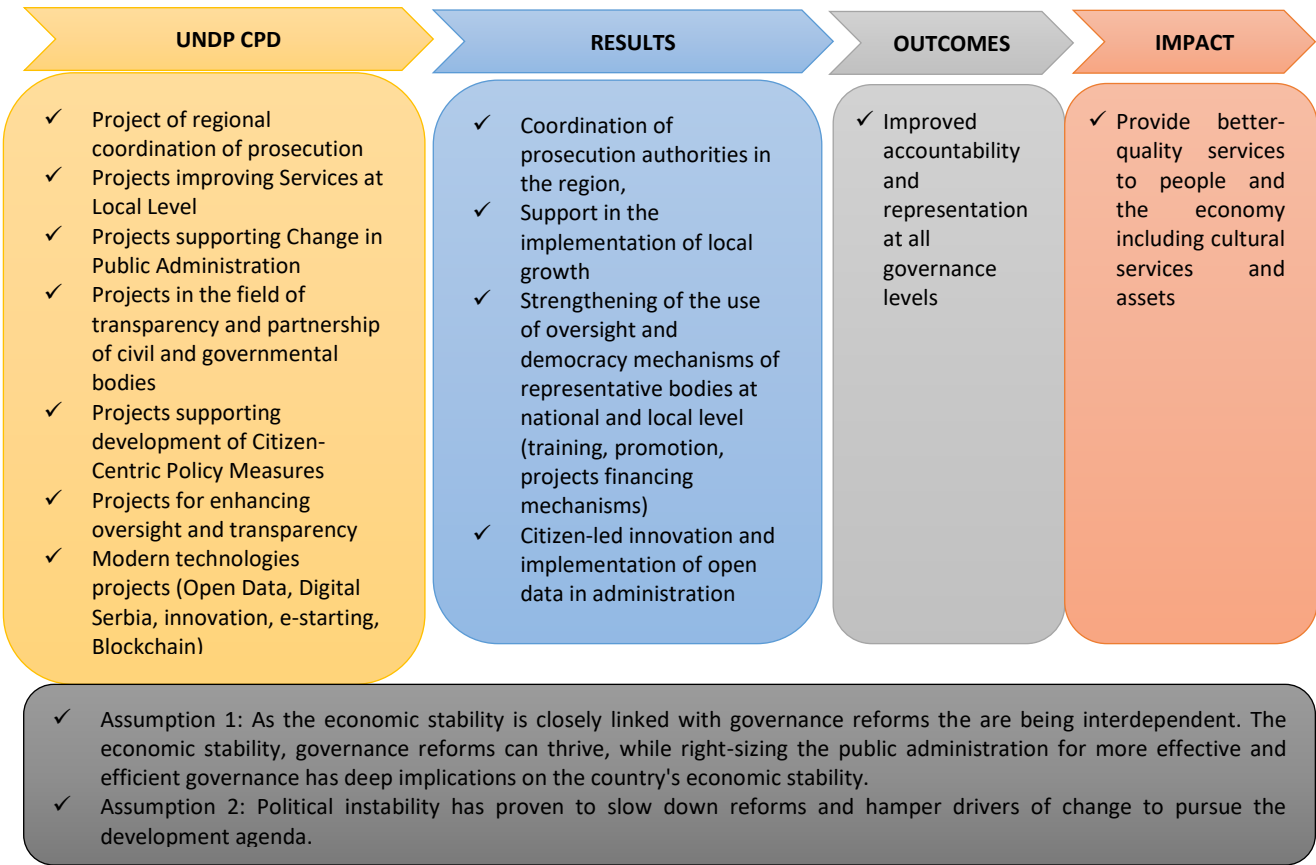 UNDP CPD
RESULTS
OUTCOMES
IMPACT
✓ Project of regional
coordination of prosecution
✓ Projects improving Services at
Local Level
✓ Projects supporting Change in
Public Administration
✓ Projects in the field of
transparency and partnership
of civil and governmental
bodies
✓ Projects supporting
development of Citizen-
Centric Policy Measures
✓ Projects for enhancing
oversight and transparency
✓ Modern technologies
projects (Open Data, Digital
Serbia, innovation, e-starting,
Blockchain)
✓ Coordination of
prosecution authorities in
the region,
✓ Support in the
implementation of local
growth
✓ Strengthening of the use
of oversight and
democracy mechanisms of
representative bodies at
national and local level
(training, promotion,
projects financing
mechanisms)
✓ Citizen-led innovation and
implementation of open
data in administration
✓ Improved
accountability
and
representation
at all
governance
levels
✓ Provide better-
quality services
to people and
the economy
including cultural
services and
assets
✓ Assumption 1: As the economic stability is closely linked with governance reforms the are being interdependent. The
economic stability, governance reforms can thrive, while right-sizing the public administration for more effective and
efficient governance has deep implications on the country's economic stability.
✓ Assumption 2: Political instability has proven to slow down reforms and hamper drivers of change to pursue the
development agenda.